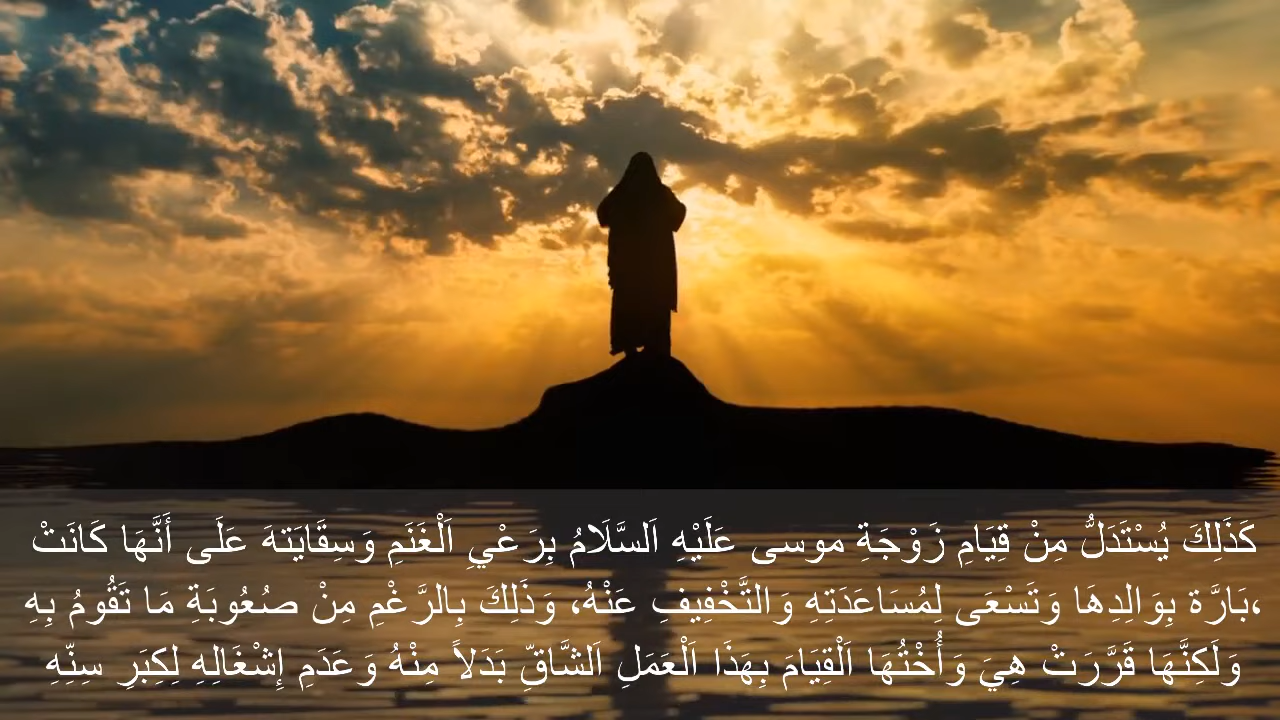 كَذَلِكَ يُسْتَدَلُّ مِنْ قِيَامِ زَوْجَةِ موسى عَلَيْهِ اَلسَّلَامُ بِرَعْيِ اَلْغَنَمِ وَسِقَايَتهَ عَلَى أَنَّهَا كَانَتْ
،بَارَّة بِوَالِدِهَا وَتَسْعَى لِمُسَاعَدَتِهِ وَالتَّخْفِيفِ عَنْهُ، وَذَلِكَ بِالرَّغْمِ مِنْ صُعُوبَةِ مَا تَقُومُ بِهِ
وَلَكِنَّهَا قَرَّرَتْ هِيَ وَأُخْتُهَا اَلْقِيَامَ بِهَذَا اَلْعَمَلِ اَلشَّاقِّ بَدَلاً مِنْهُ وَعَدَمِ إِشْغَالِهِ لِكِبَرِ سِنّهِ